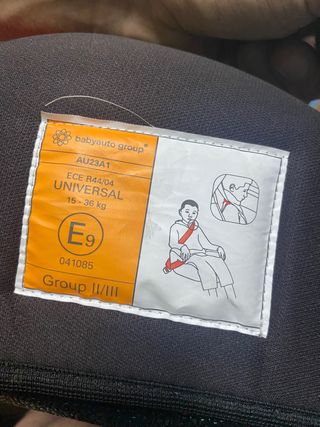 babyauto group®
AU23A1
ECE R44/04
UNIVERSAL
15 - 36 kg
E9
041085
Group II/III